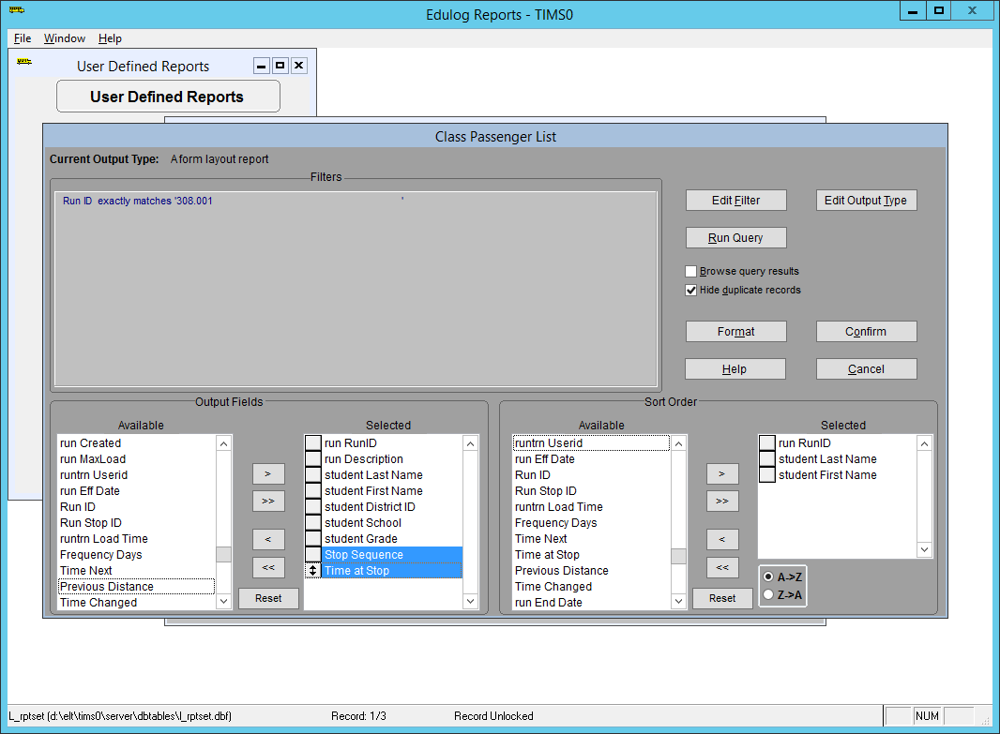 Edulog Reports - TIMS0
File Window Help
User Defined Reports
User Defined Reports
Class Passenger List
Current Output Type: A form layout report
Filters
Run ID exactly matches '308.001 '
Edit Filter
Edit Output Type
Run Query
Browse query results
Hide duplicate records
Format
Confirm
Help
Cancel
Output Fields
Available
run Created
run MaxLoad
runtrn Userid
run Eff Date
Run ID
Run Stop ID
runtrn Load Time
Frequency Days
Time Next
Previous Distance
Time Changed
>
>>
<
<<
Reset
Selected
run RunID
run Description
student Last Name
student First Name
student District ID
student School
student Grade
Stop Sequence
Time at Stop
Sort Order
Available
runtrn Userid
run Eff Date
Run ID
Run Stop ID
runtrn Load Time
Frequency Days
Time Next
Time at Stop
Previous Distance
Time Changed
run End Date
>
>>
<
<<
Reset
Selected
run RunID
student Last Name
student First Name
A->Z
Z->A
L_rptset (d:\elt\tims0\server\dbtables\l_rptset.dbf)
Record: 1/3
Record Unlocked
NUM